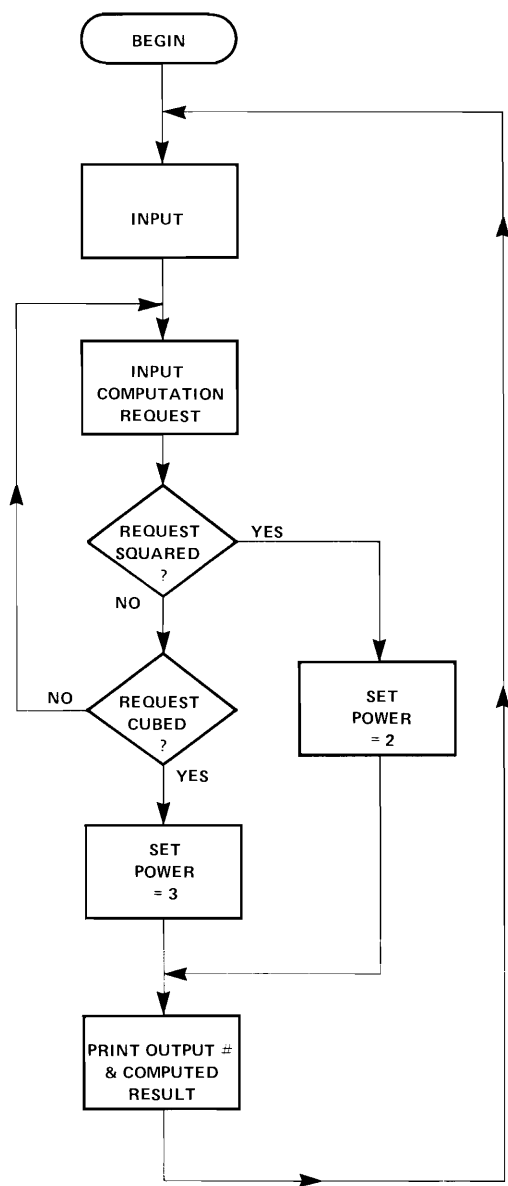 BEGIN
INPUT
INPUT
COMPUTATION
REQUEST
REQUEST
SQUARED
?
YES
NO
REQUEST
CUBED
?
NO
YES
SET
POWER
= 2
SET
POWER
= 3
PRINT OUTPUT #
& COMPUTED
RESULT